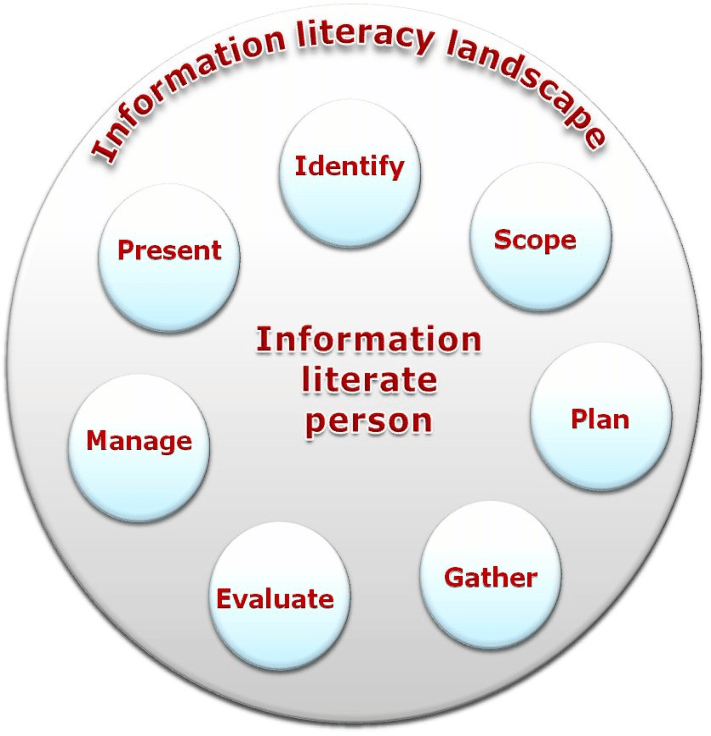 Information literacy landscape
Identify
Scope
Plan
Gather
Evaluate
Manage
Present
Information
literate
person